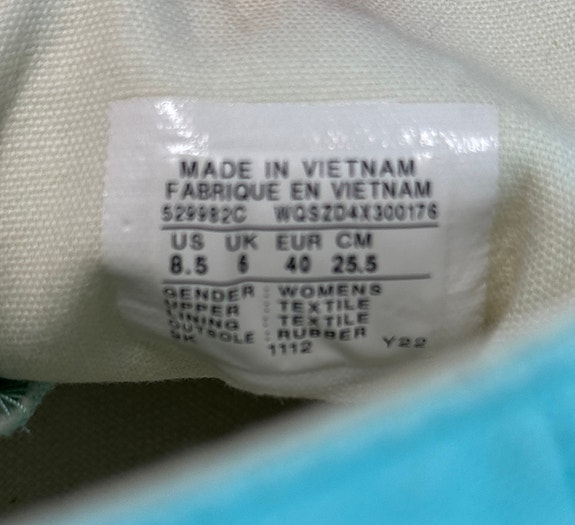 MADE IN VIETNAM
FABRIQUE EN VIETNAM
529982C WQSZD4X300176
US UK EUR CM
8.5 6 40 25.5
GENDER : WOMENS
UPPER : TEXTILE
LINING : TEXTILE
OUTSOLE : RUBBER
SK 1112 Y22